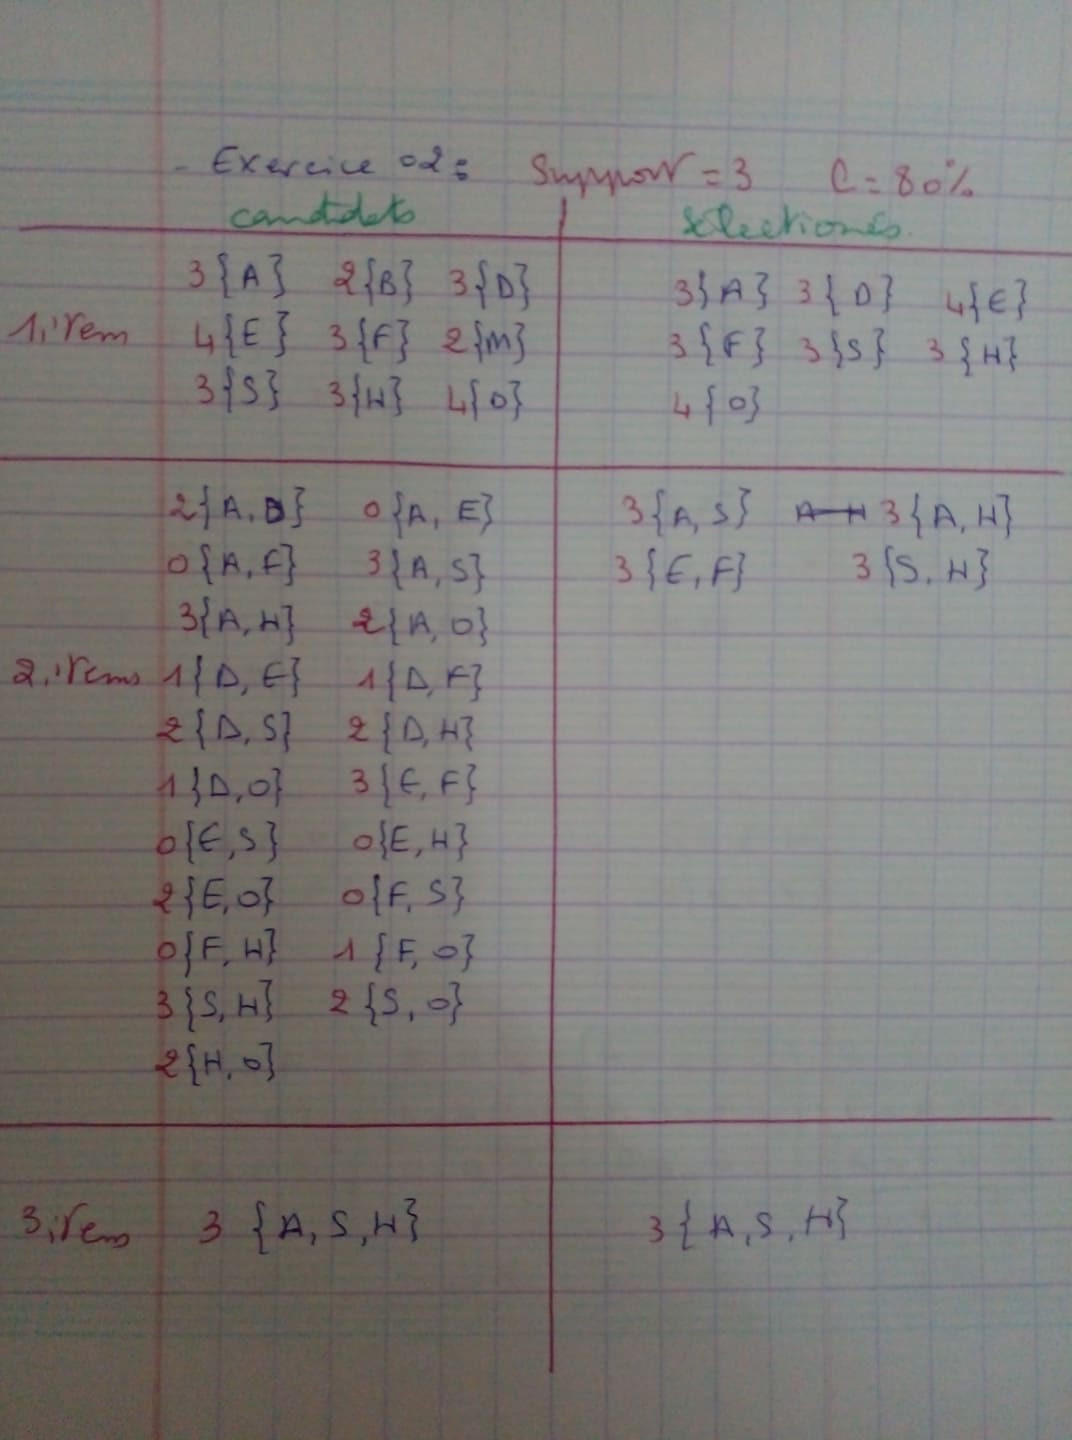 - Exercice 02: Support = 3 C = 80%
candidats selectionés.
3{A} 2{B} 3{D} 3{A} 3{D} 4{E}
1.item 4{E} 3{F} 2{M} 3{F} 3{S} 3{H}
3{S} 3{H} 4{O} 4{O}
2{A,D} 0{A,E} 3{A,S} A H 3{A,H}
0{A,F} 3{A,S} 3{E,F} 3{S,H}
3{A,H} 2{A,O}
2.items 1{D,E} 1{D,F}
2{D,S} 2{D,H}
1{D,O} 3{E,F}
0{E,S} 0{E,H}
2{E,O} 0{F,S}
0{F,H} 1{F,O}
3{S,H} 2{S,O}
2{H,O}
3.item 3 {A,S,H} 3{A,S,H}